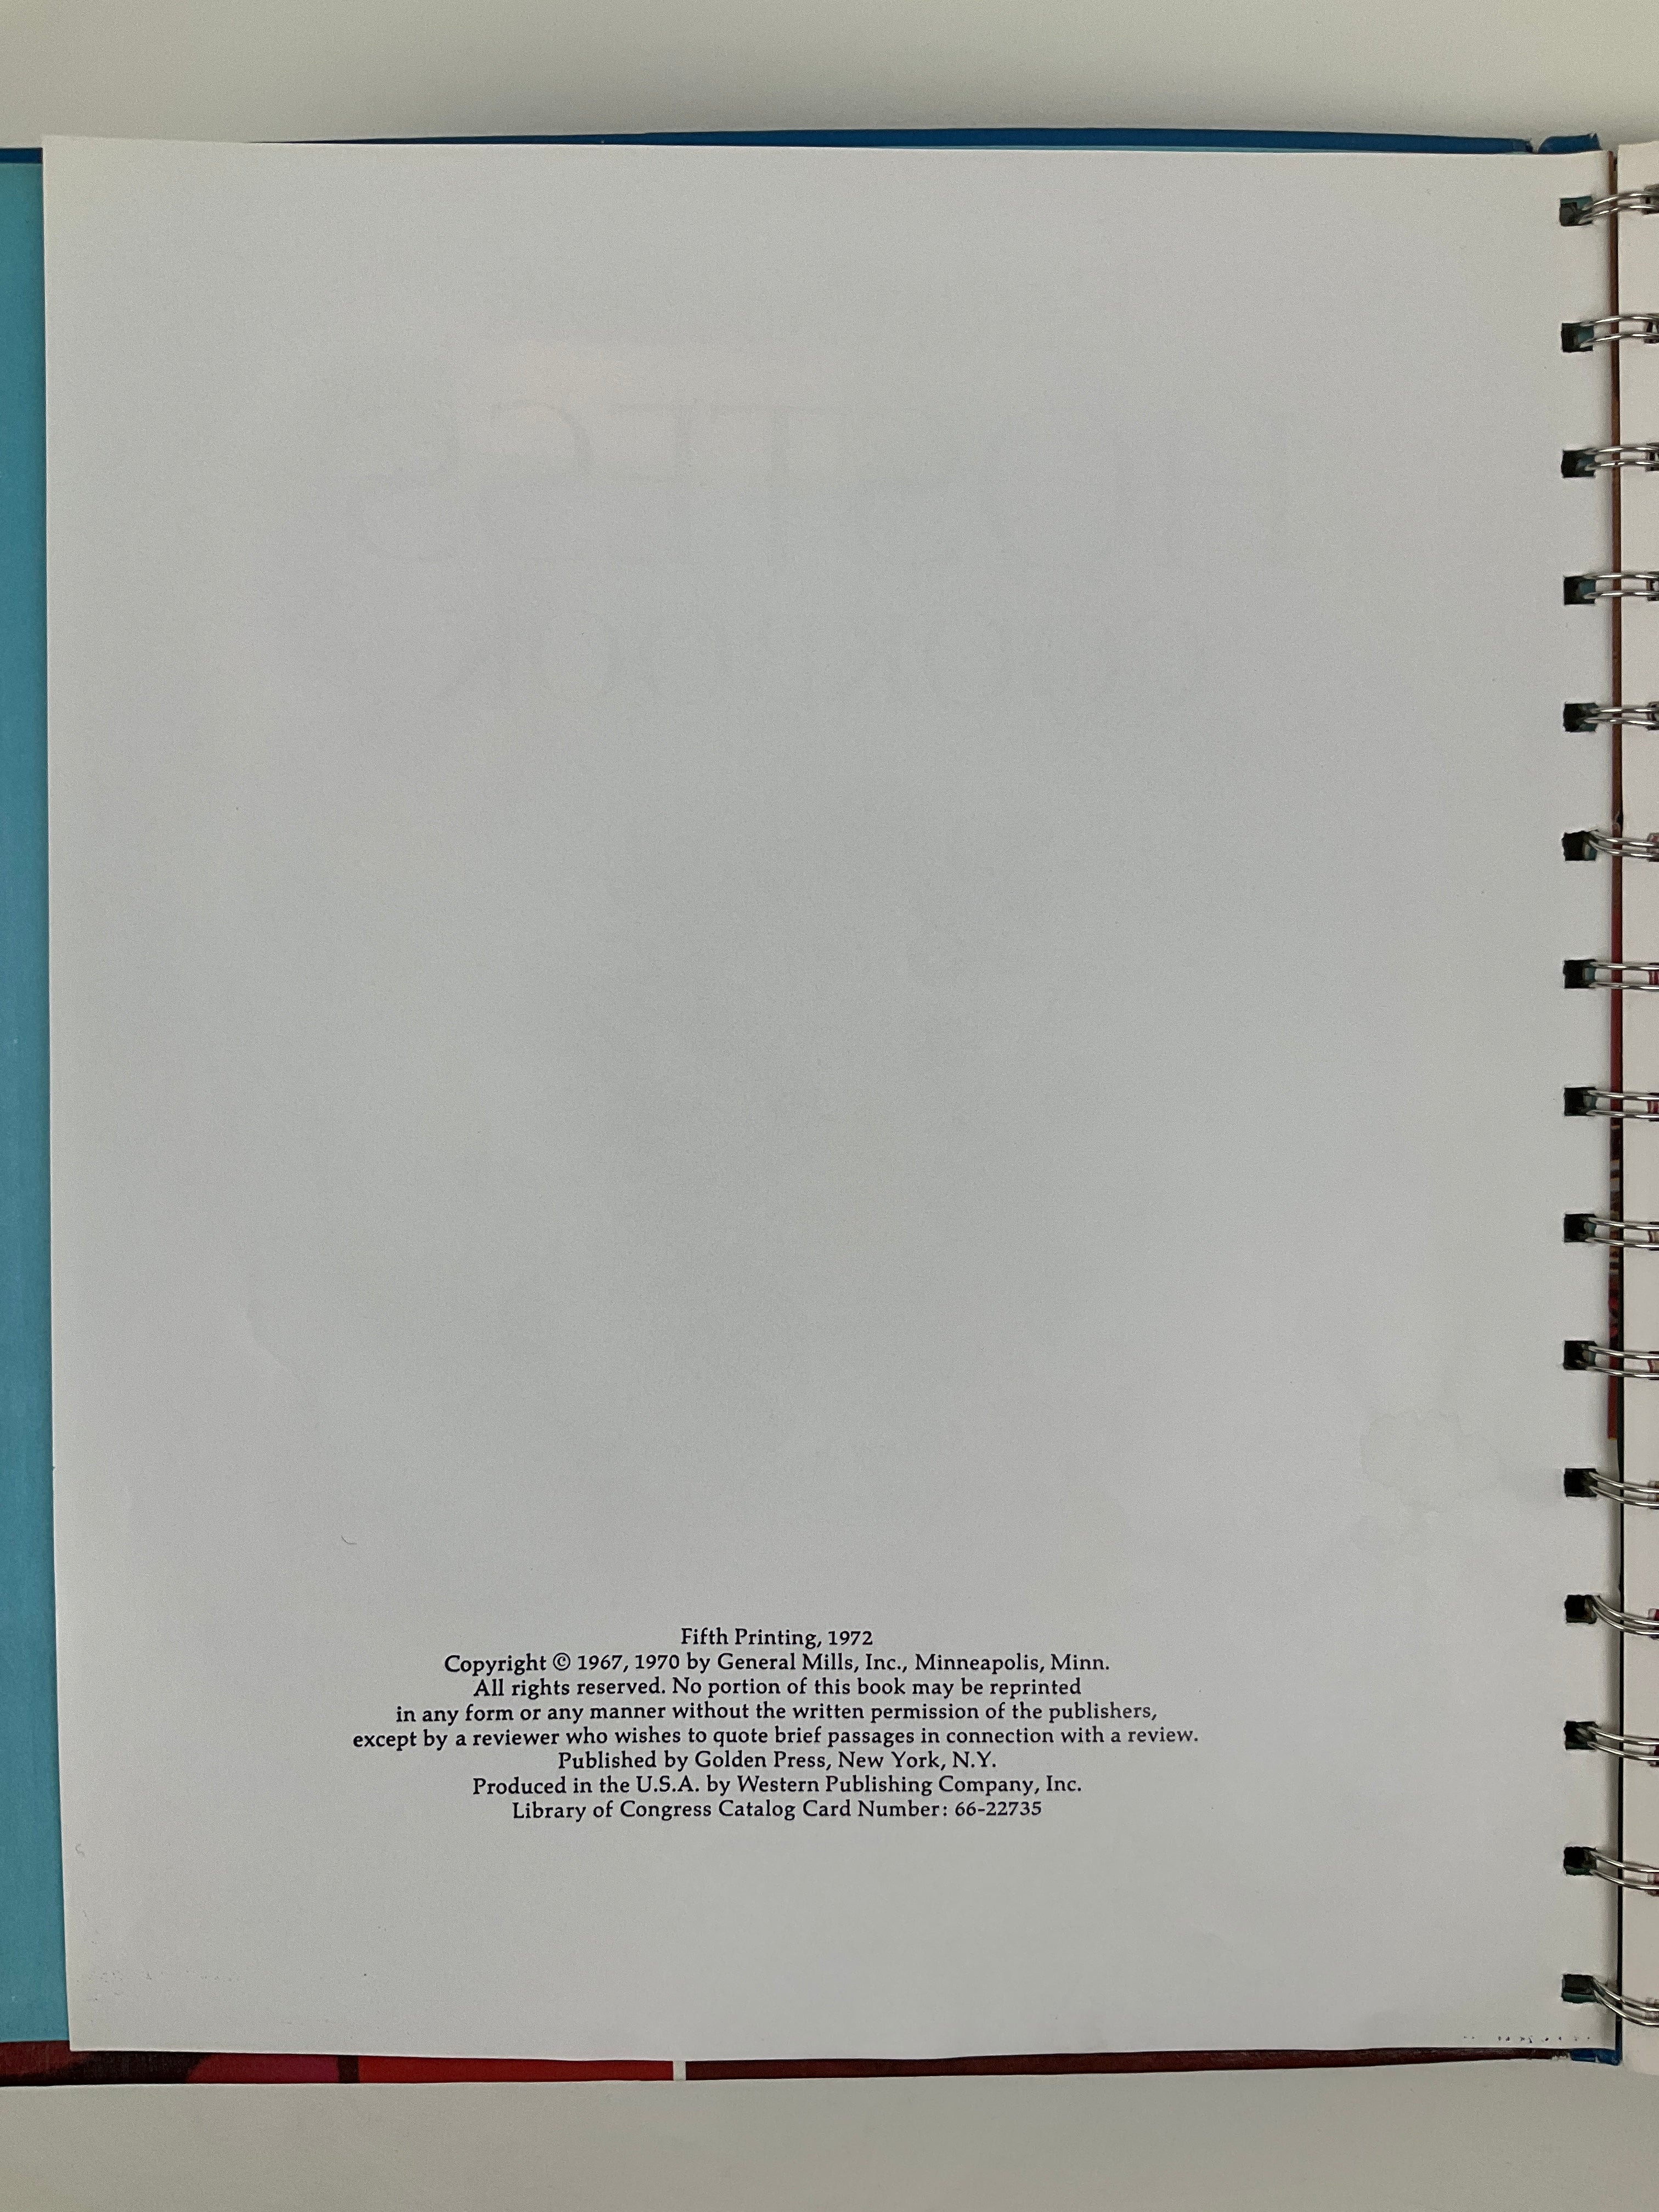 Fifth Printing, 1972
Copyright © 1967, 1970 by General Mills, Inc., Minneapolis, Minn.
All rights reserved. No portion of this book may be reprinted
in any form or any manner without the written permission of the publishers,
except by a reviewer who wishes to quote brief passages in connection with a review.
Published by Golden Press, New York, N.Y.
Produced in the U.S.A. by Western Publishing Company, Inc.
Library of Congress Catalog Card Number: 66-22735